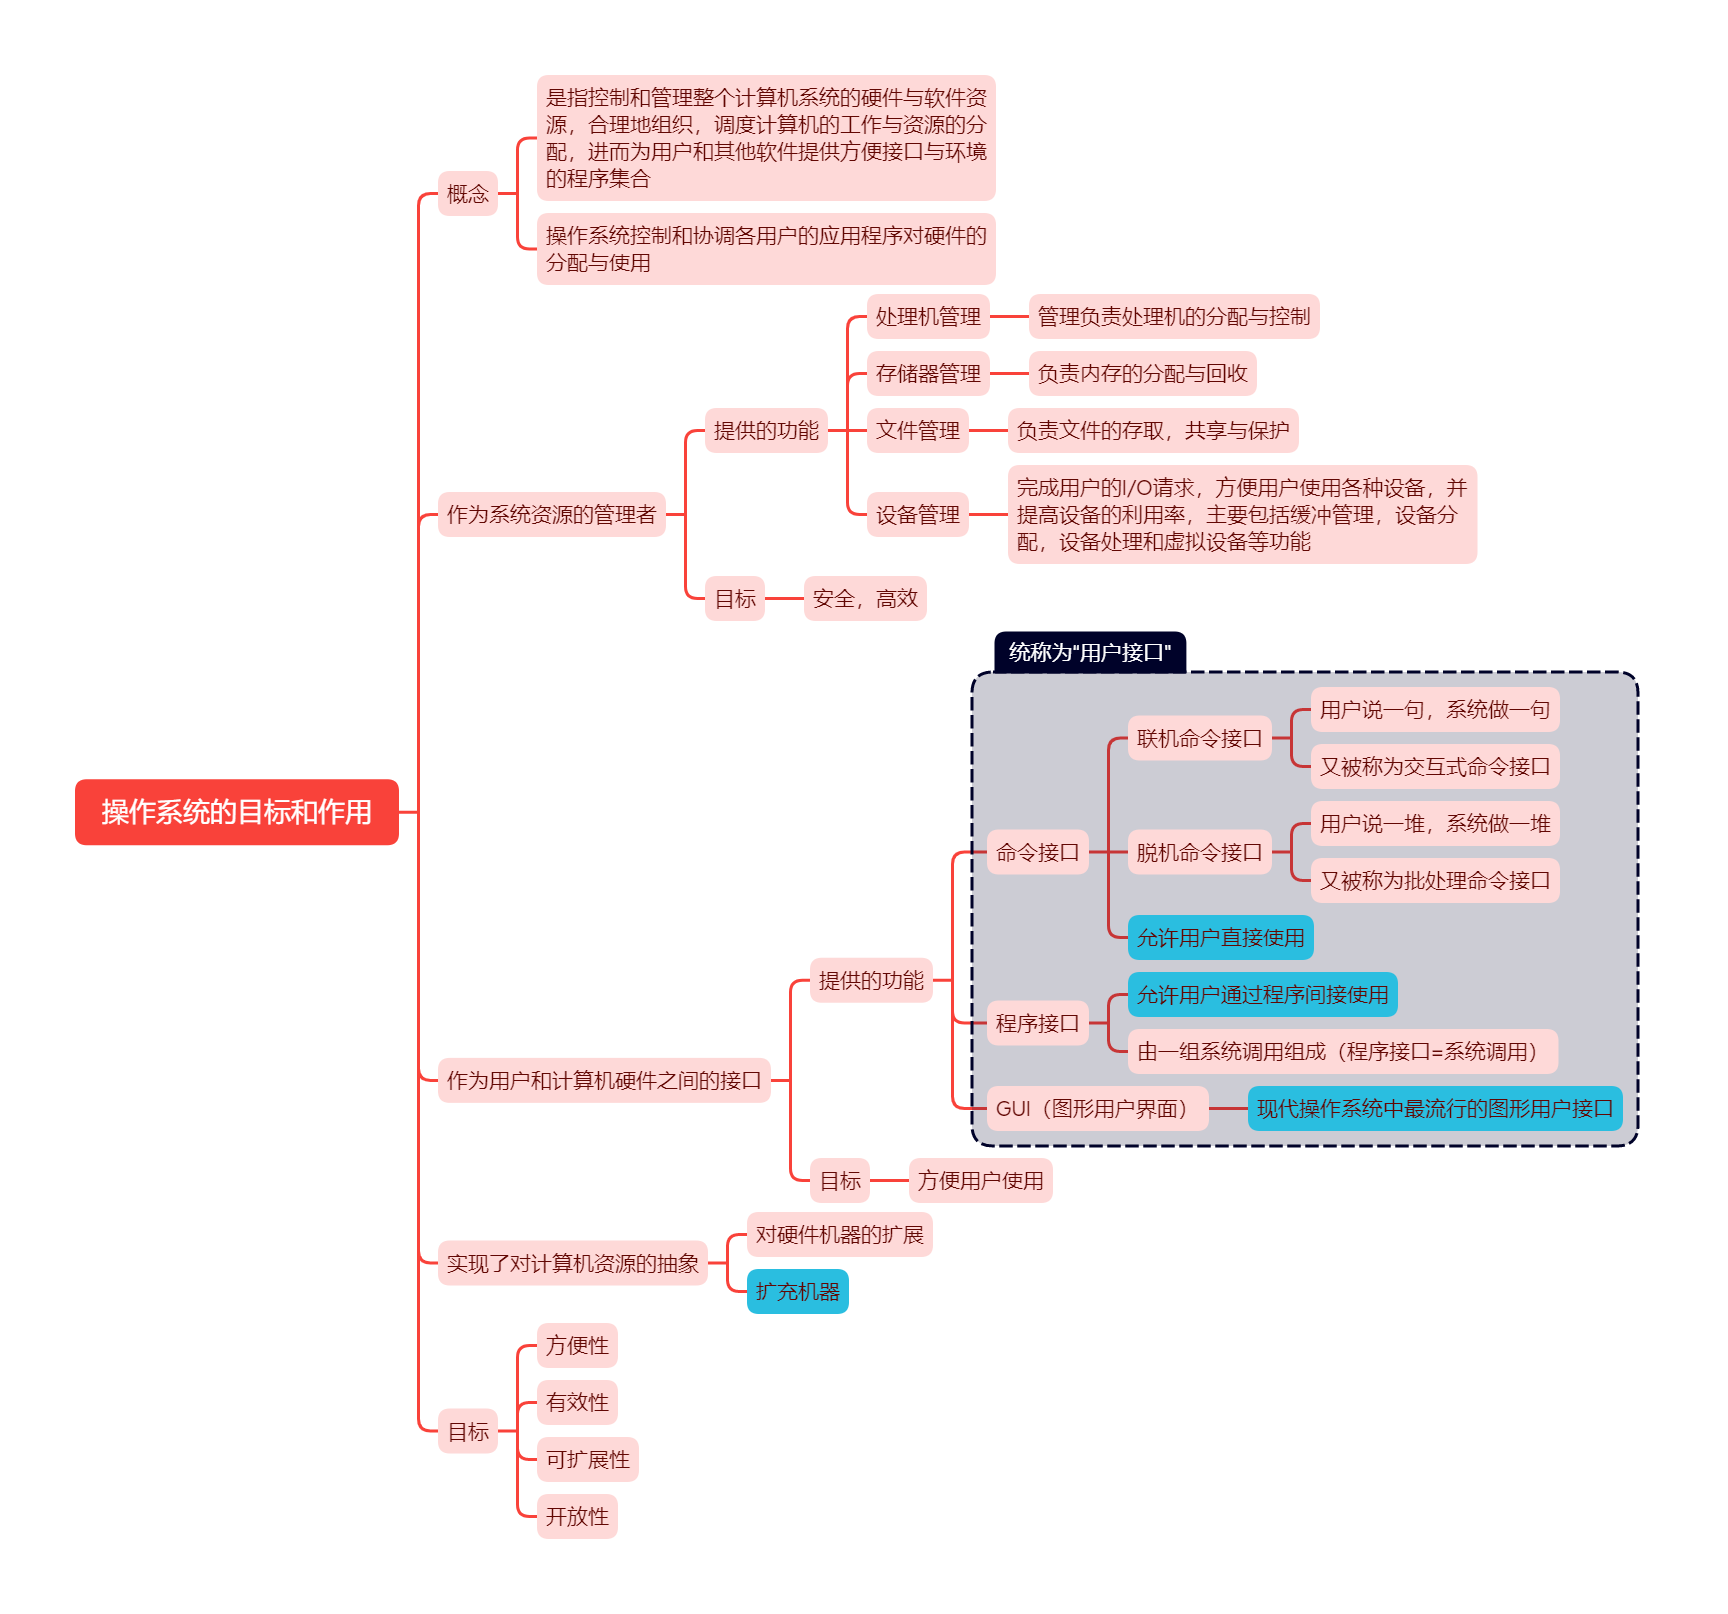 操作系统的目标和作用
概念
是指控制和管理整个计算机系统的硬件与软件资
源，合理地组织，调度计算机的工作与资源的分
配，进而为用户和其他软件提供方便接口与环境
的程序集合
操作系统控制和协调各用户的应用程序对硬件的
分配与使用
作为系统资源的管理者
提供的功能
处理机管理
管理负责处理机的分配与控制
存储器管理
负责内存的分配与回收
文件管理
负责文件的存取，共享与保护
设备管理
完成用户的I/O请求，方便用户使用各种设备，并
提高设备的利用率，主要包括缓冲管理，设备分
配，设备处理和虚拟设备等功能
目标
安全，高效
作为用户和计算机硬件之间的接口
提供的功能
统称为"用户接口"
命令接口
联机命令接口
用户说一句，系统做一句
又被称为交互式命令接口
脱机命令接口
用户说一堆，系统做一堆
又被称为批处理命令接口
允许用户直接使用
程序接口
允许用户通过程序间接使用
由一组系统调用组成（程序接口=系统调用）
GUI（图形用户界面）
现代操作系统中最流行的图形用户接口
目标
方便用户使用
实现了对计算机资源的抽象
对硬件机器的扩展
扩充机器
目标
方便性
有效性
可扩展性
开放性